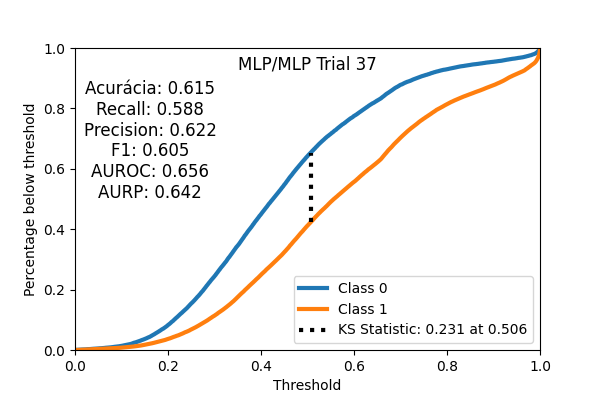 MLP/MLP Trial 37
Acurácia: 0.615
Recall: 0.588
Precision: 0.622
F1: 0.605
AUROC: 0.656
AURP: 0.642
Percentage below threshold
1.0
0.8
0.6
0.4
0.2
0.0
Class 0
Class 1
KS Statistic: 0.231 at 0.506
0.0 0.2 0.4 0.6 0.8 1.0
Threshold